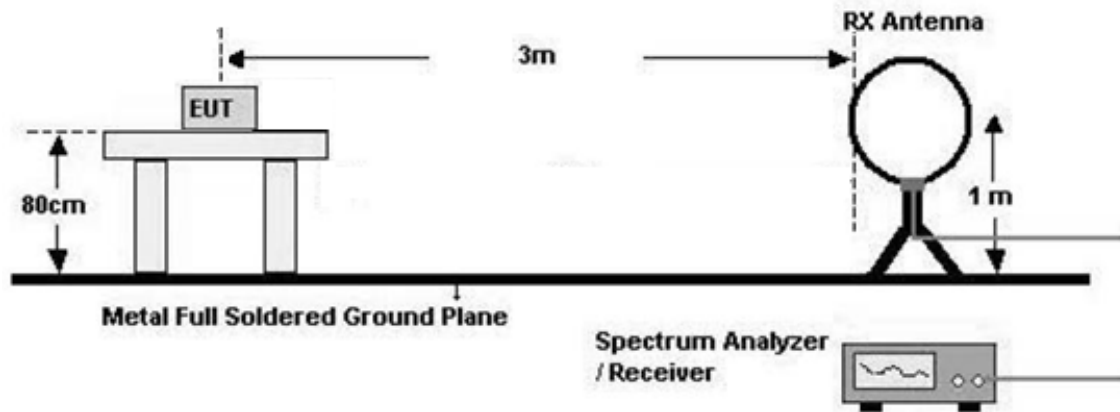 RX Antenna
3m
EUT
80cm
1 m
Metal Full Soldered Ground Plane
Spectrum Analyzer
/ Receiver